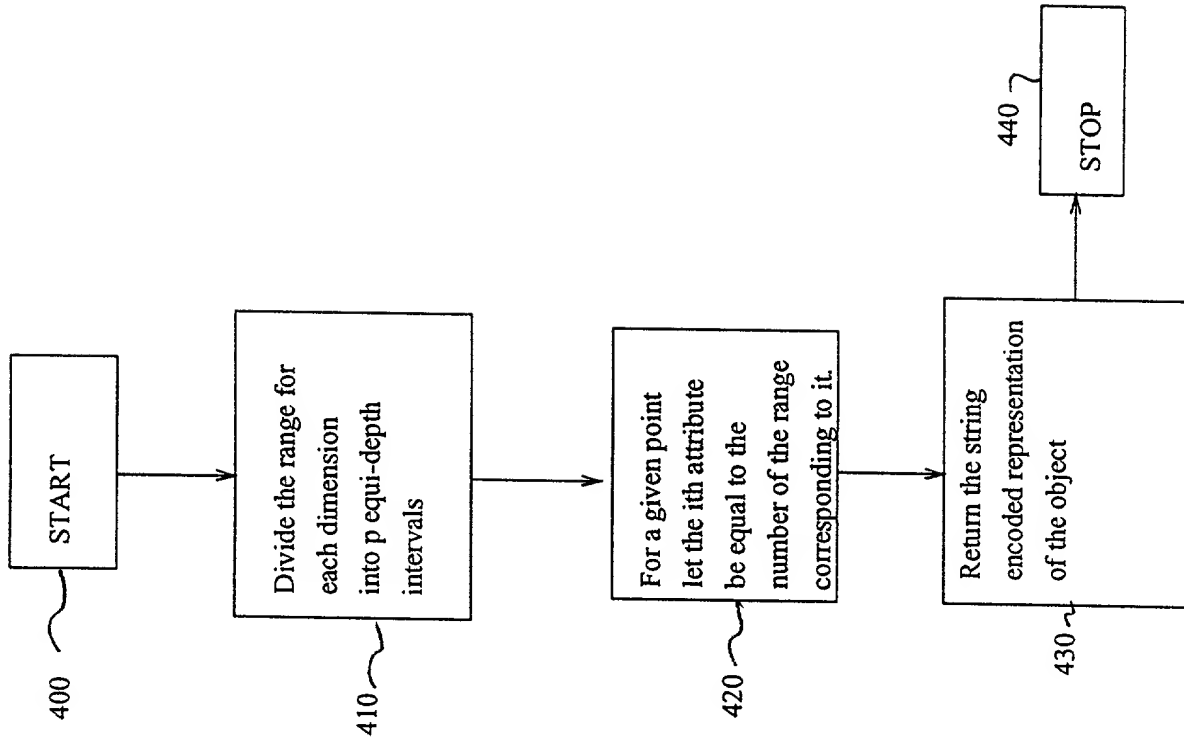 START
400
Divide the range for
each dimension
into p equi-depth
intervals
410
For a given point
let the ith attribute
be equal to the
number of the range
corresponding to it.
420
Return the string
encoded representation
of the object
430
440
STOP